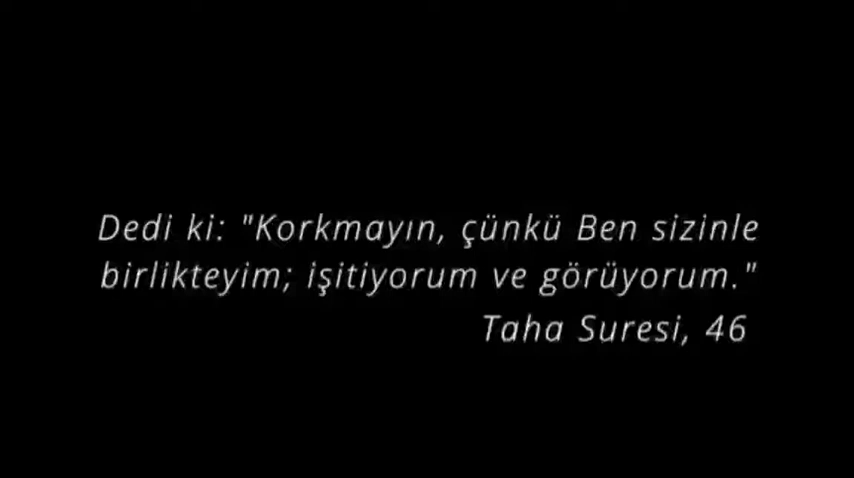 Dedi ki: "Korkmayın, çünkü Ben sizinle
birlikteyim; işitiyorum ve görüyorum."
Taha Suresi, 46